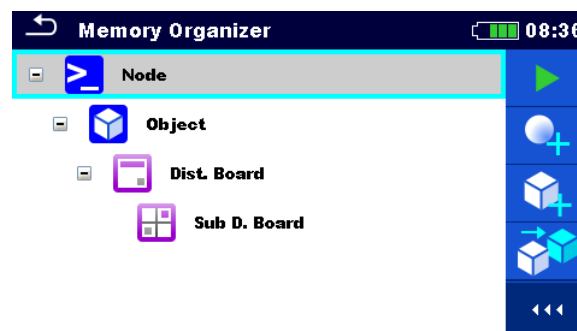 Memory Organizer 08:36
Node
Object
Dist. Board
Sub D. Board